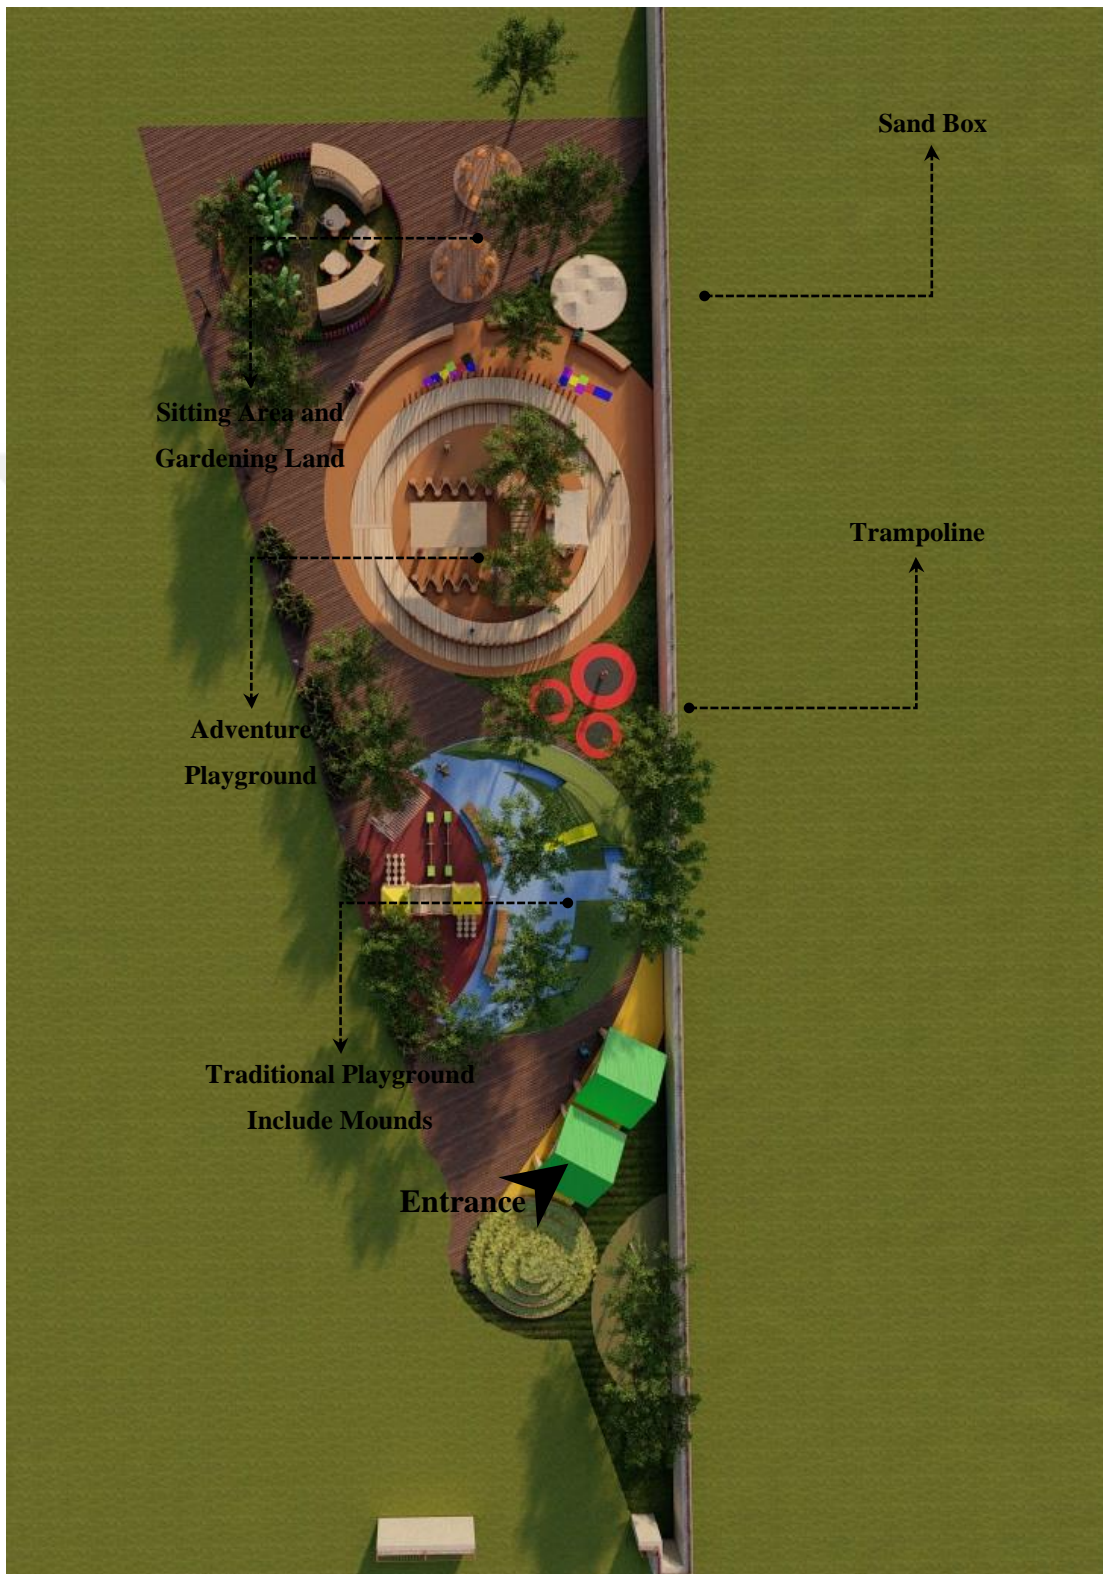 Sand Box
Sitting Area and
Gardening Land
Trampoline
Adventure
Playground
Traditional Playground
Include Mounds
Entrance